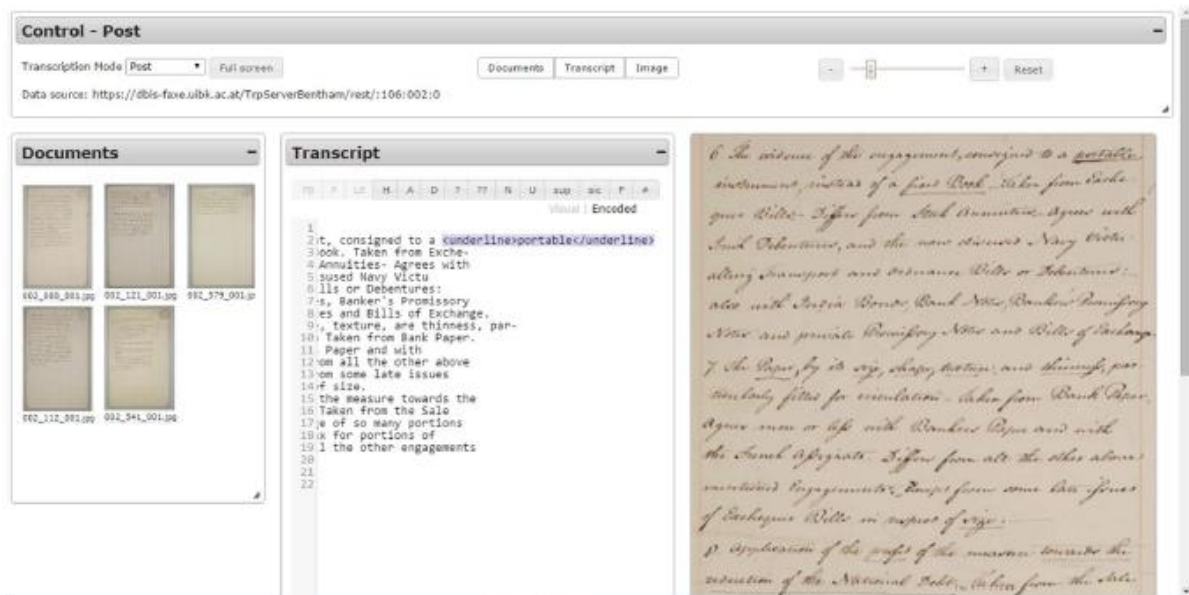 Control - Post
Transcription Mode Post Full screen
Documents Transcript Image
- + Reset
Data source: https://dbis-faxe.uibk.ac.at/TrpServerBentham/rest/:106:002:0
Documents
002_080_001.jpg 002_121_001.jpg 002_579_001.jp
002_112_001.jpg 002_541_001.jpg
Transcript
H A D ? ?? N U sup sic F #
Visual | Encoded
1
2 t, consigned to a <underline>portable</underline>
3 ook. Taken from Exche-
4 Annuities- Agrees with
5 sused Navy Victu
6 lls or Debentures:
7 s, Banker's Promissory
8 es and Bills of Exchange.
9 , texture, are thinness, par-
10 Taken from Bank Paper.
11 Paper and with
12 om all the other above
13 om some late issues
14 f size.
15 the measure towards the
16 Taken from the Sale
17 e of so many portions
18 k for portions of
19 l the other engagements
20
21
22
6 The evidence of the engagement, consigned to a portable
instrument, instead of a fixed Book. Taken from Exche-
quer Bills - Differs from Stock Annuities. Agrees with
Debentures, and the now disused Navy Victu-
alling Transport and Ordnance Bills or Debentures:
also with India Bonds, Bank Notes, Bankers Promissory
Notes and private Promissory Notes and Bills of Exchange.
7. The Paper, by its size, shape, texture, and thinness, par-
ticularly fitted for circulation. Taken from Bank Paper.
Agrees more or less with Bankers Paper and with
the French Assignats. Differs from all the other above
mentioned Engagements, Except from some late issues
of Exchequer Bills in respect of size.
8 Application of the profit of the measure towards the
reduction of the National Debt. Taken from the Sale